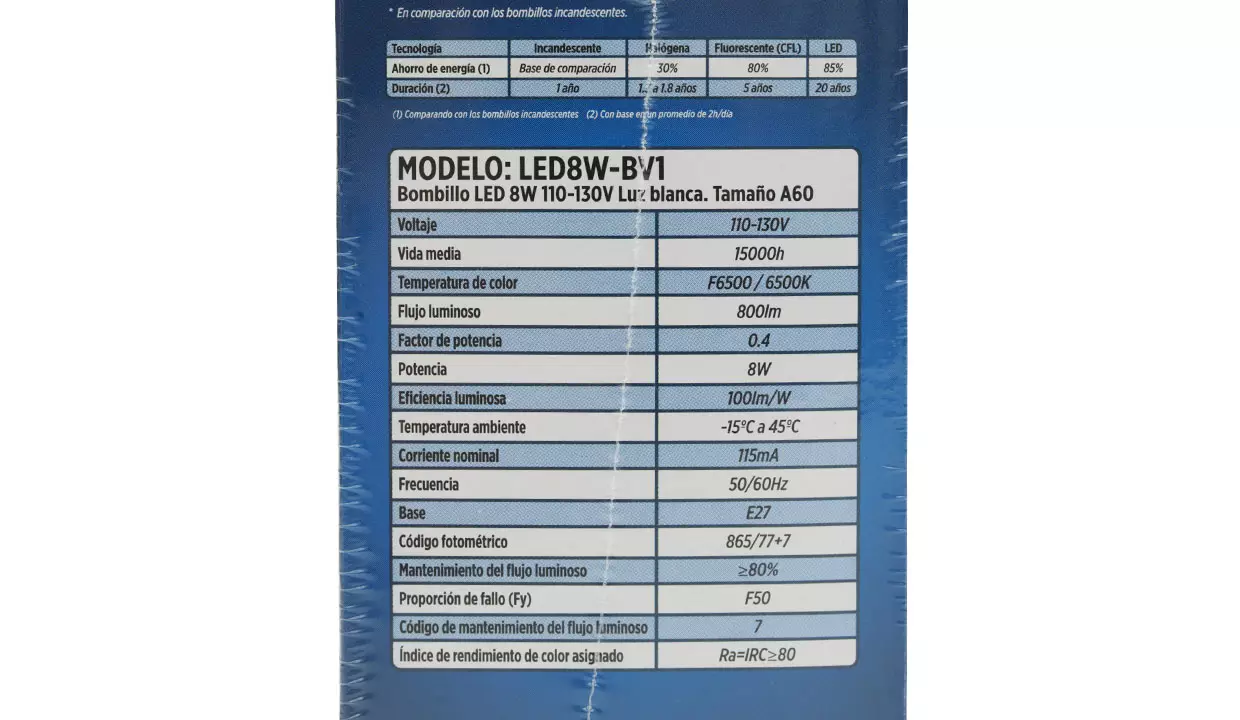 * En comparación con los bombillos incandescentes.
Tecnología Incandescente Halógena Fluorescente (CFL) LED
Ahorro de energía (1) Base de comparación 30% 80% 85%
Duración (2) 1 año a 1.8 años 5 años 20 años
(1) Comparando con los bombillos incandescentes (2) Con base en un promedio de 2h/día
MODELO: LED8W-BV1
Bombillo LED 8W 110-130V Luz blanca. Tamaño A60
Voltaje 110-130V
Vida media 15000h
Temperatura de color F6500 / 6500K
Flujo luminoso 800lm
Factor de potencia 0.4
Potencia 8W
Eficiencia luminosa 100lm/W
Temperatura ambiente -15ºC a 45ºC
Corriente nominal 115mA
Frecuencia 50/60Hz
Base E27
Código fotométrico 865/77+7
Mantenimiento del flujo luminoso ≥80%
Proporción de fallo (Fy) F50
Código de mantenimiento del flujo luminoso 7
Índice de rendimiento de color asignado Ra=IRC≥80